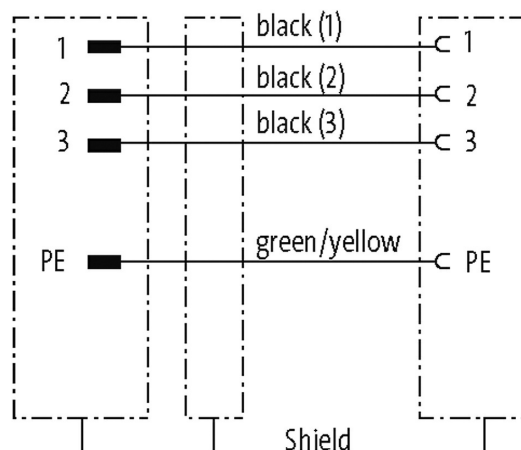 1 black (1) 1
2 black (2) 2
3 black (3) 3
PE green/yellow PE
Shield